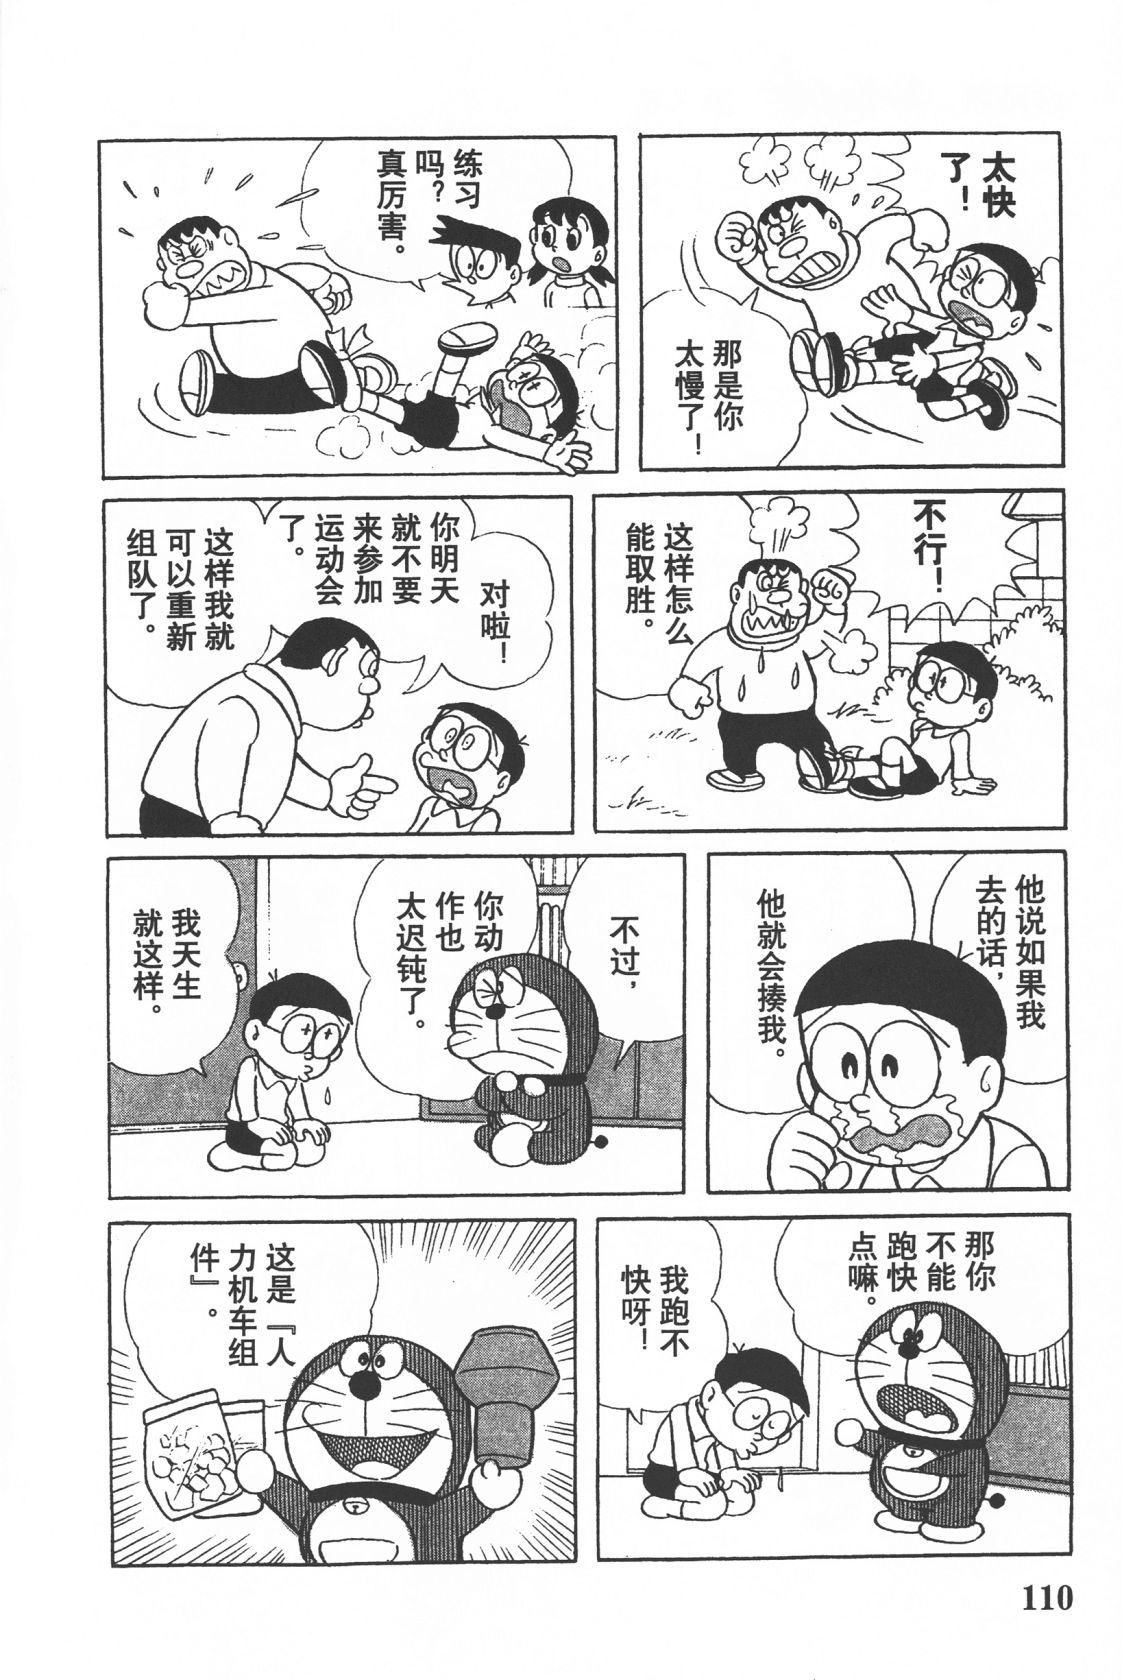 太快
了！
那是你
太慢了！
练习
吗？
真厉害。
不行！
这样怎么
能取胜。
对啦！
你明天
就不要
来参加
运动会
了。
这样我就
可以重新
组队了。
他说如果我
去的话，
他就会揍我。
不过，
你动
作也
太迟钝了。
我天生
就这样。
那你
不能
跑快
点嘛。
我跑不
快呀！
这是『人
力机车组
件』。
110